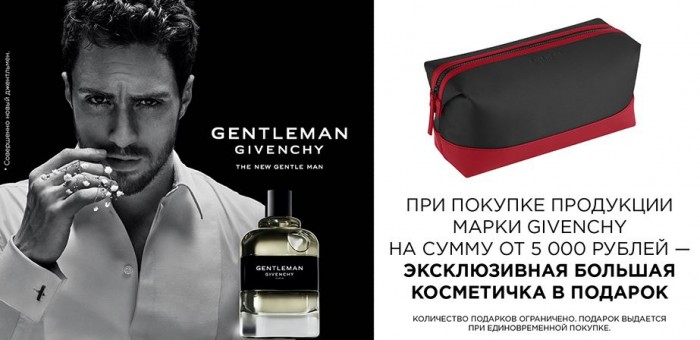 * Совершенно новый джентльмен.
GENTLEMAN
GIVENCHY
THE NEW GENTLE MAN
GENTLEMAN
GIVENCHY
ПРИ ПОКУПКЕ ПРОДУКЦИИ
МАРКИ GIVENCHY
НА СУММУ ОТ 5 000 РУБЛЕЙ —
ЭКСКЛЮЗИВНАЯ БОЛЬШАЯ
КОСМЕТИЧКА В ПОДАРОК
КОЛИЧЕСТВО ПОДАРКОВ ОГРАНИЧЕНО. ПОДАРОК ВЫДАЕТСЯ
ПРИ ЕДИНОВРЕМЕННОЙ ПОКУПКЕ.